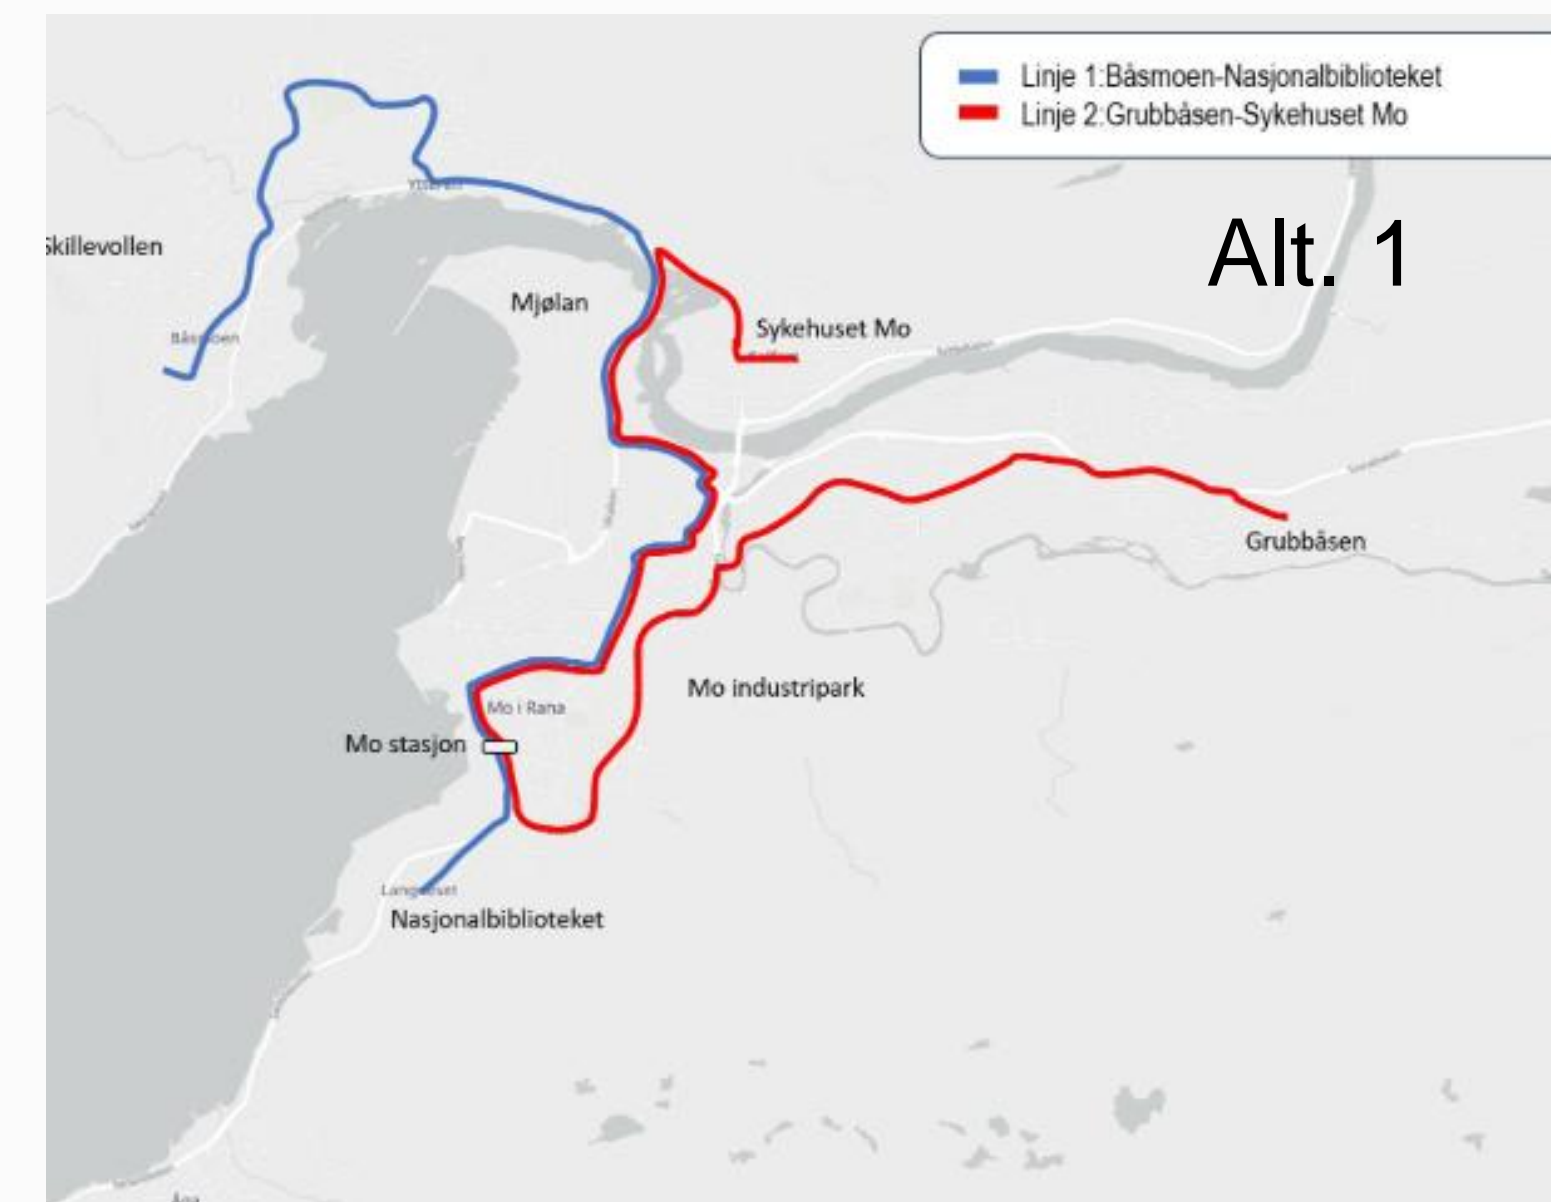 Linje 1:Båsmoen-Nasjonalbiblioteket
Linje 2:Grubbåsen-Sykehuset Mo
Alt. 1
Skillevollen
Mjølan
Sykehuset Mo
Båsmoen
Grubbåsen
Mo industripark
Mo i Rana
Mo stasjon
Nasjonalbiblioteket